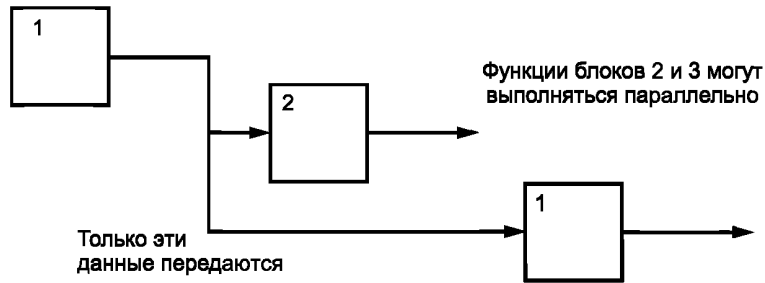 1
Функции блоков 2 и 3 могут
выполняться параллельно
2
1
Только эти
данные передаются